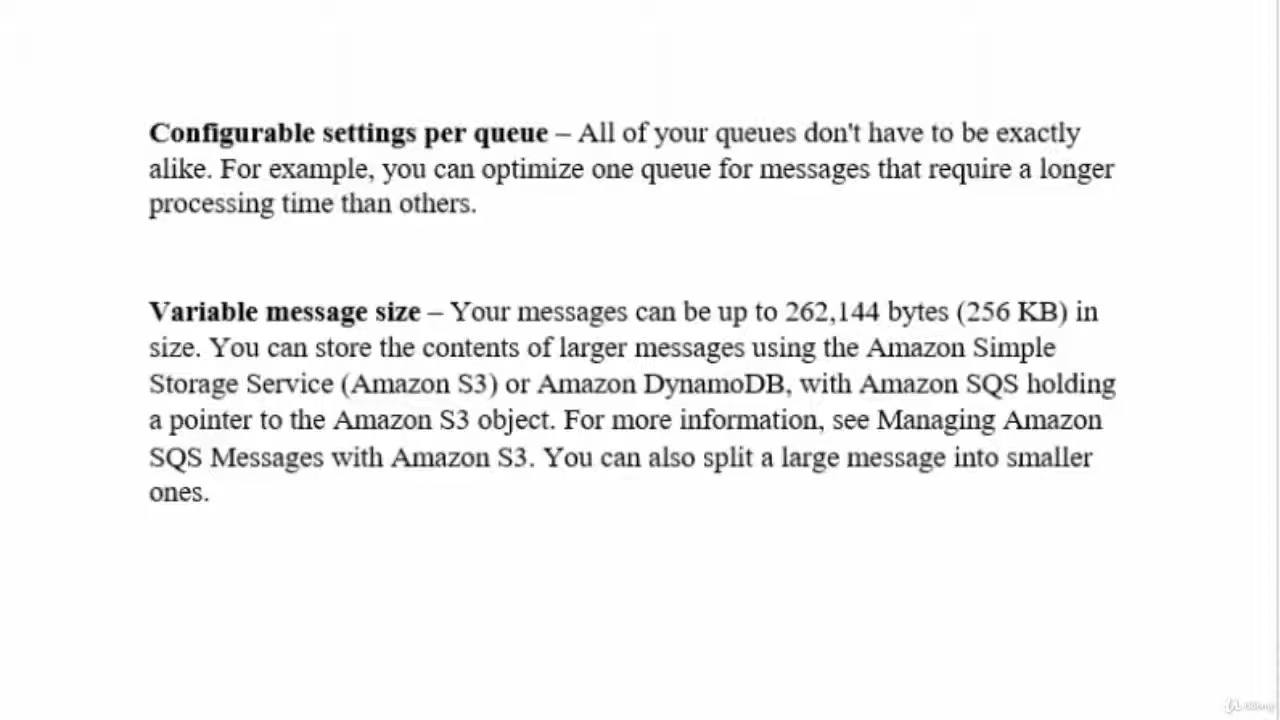 Configurable settings per queue – All of your queues don't have to be exactly
alike. For example, you can optimize one queue for messages that require a longer
processing time than others.
Variable message size – Your messages can be up to 262,144 bytes (256 KB) in
size. You can store the contents of larger messages using the Amazon Simple
Storage Service (Amazon S3) or Amazon DynamoDB, with Amazon SQS holding
a pointer to the Amazon S3 object. For more information, see Managing Amazon
SQS Messages with Amazon S3. You can also split a large message into smaller
ones.
Udemy